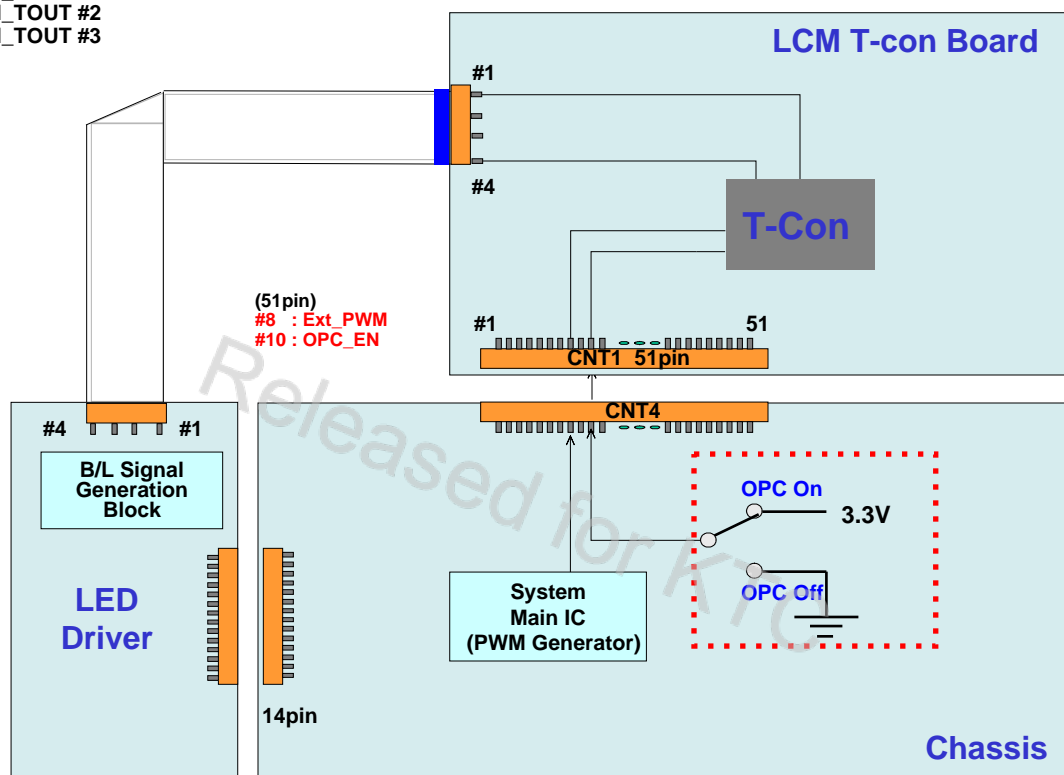 _TOUT #2
_TOUT #3
LCM T-con Board
#1
#4
T-Con
(51pin)
#8 : Ext_PWM
#10 : OPC_EN
#1
51
CNT1 51pin
CNT4
#4
#1
B/L Signal
Generation
Block
OPC On
3.3V
OPC Off
System
Main IC
(PWM Generator)
LED
Driver
14pin
Chassis
Released for KTC